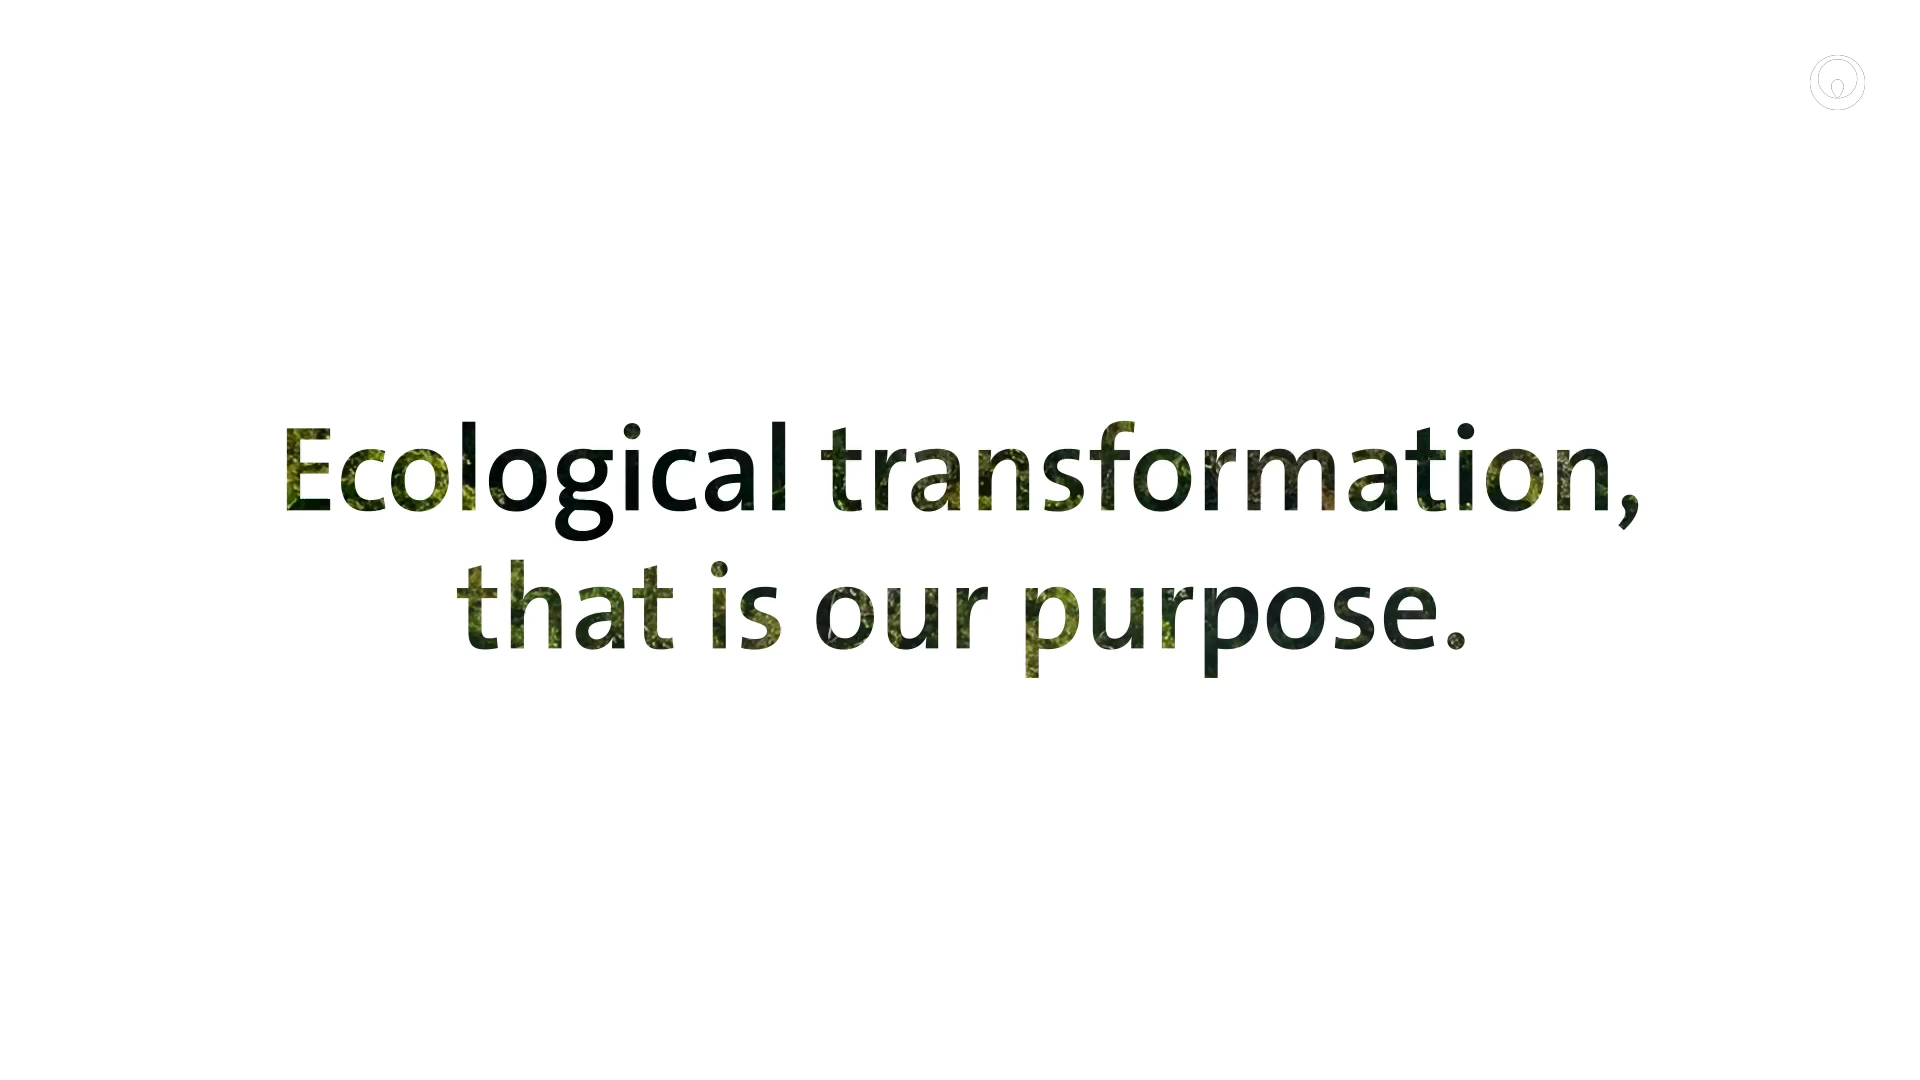 Ecological transformation,
that is our purpose.